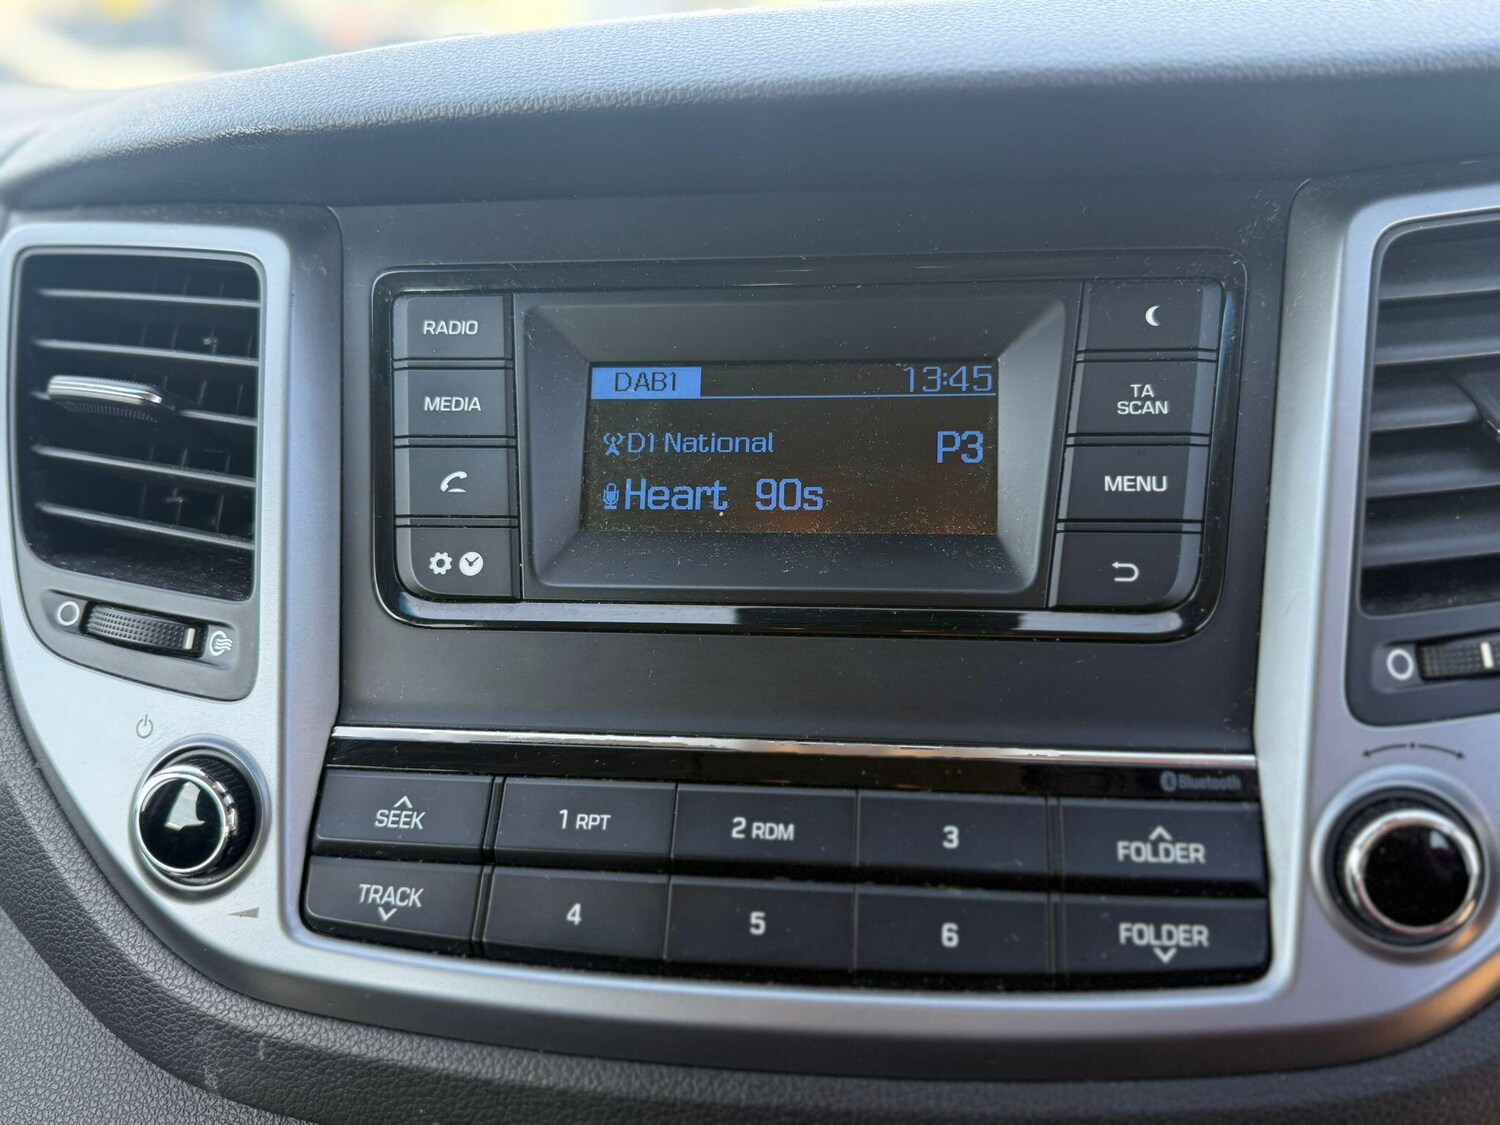 RADIO
MEDIA
DAB1 13:45
D1 National P3
Heart 90s
TA
SCAN
MENU
Bluetooth
SEEK
TRACK
1 RPT
2 RDM
3
4
5
6
FOLDER
FOLDER